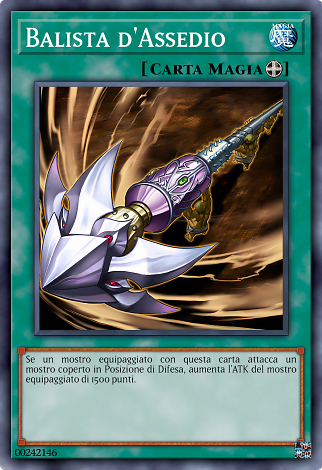 Balista d'Assedio
MAGIA
[Carta Magia]
Se un mostro equipaggiato con questa carta attacca un
mostro coperto in Posizione di Difesa, aumenta l'ATK del mostro
equipaggiato di 1500 punti.
00242146